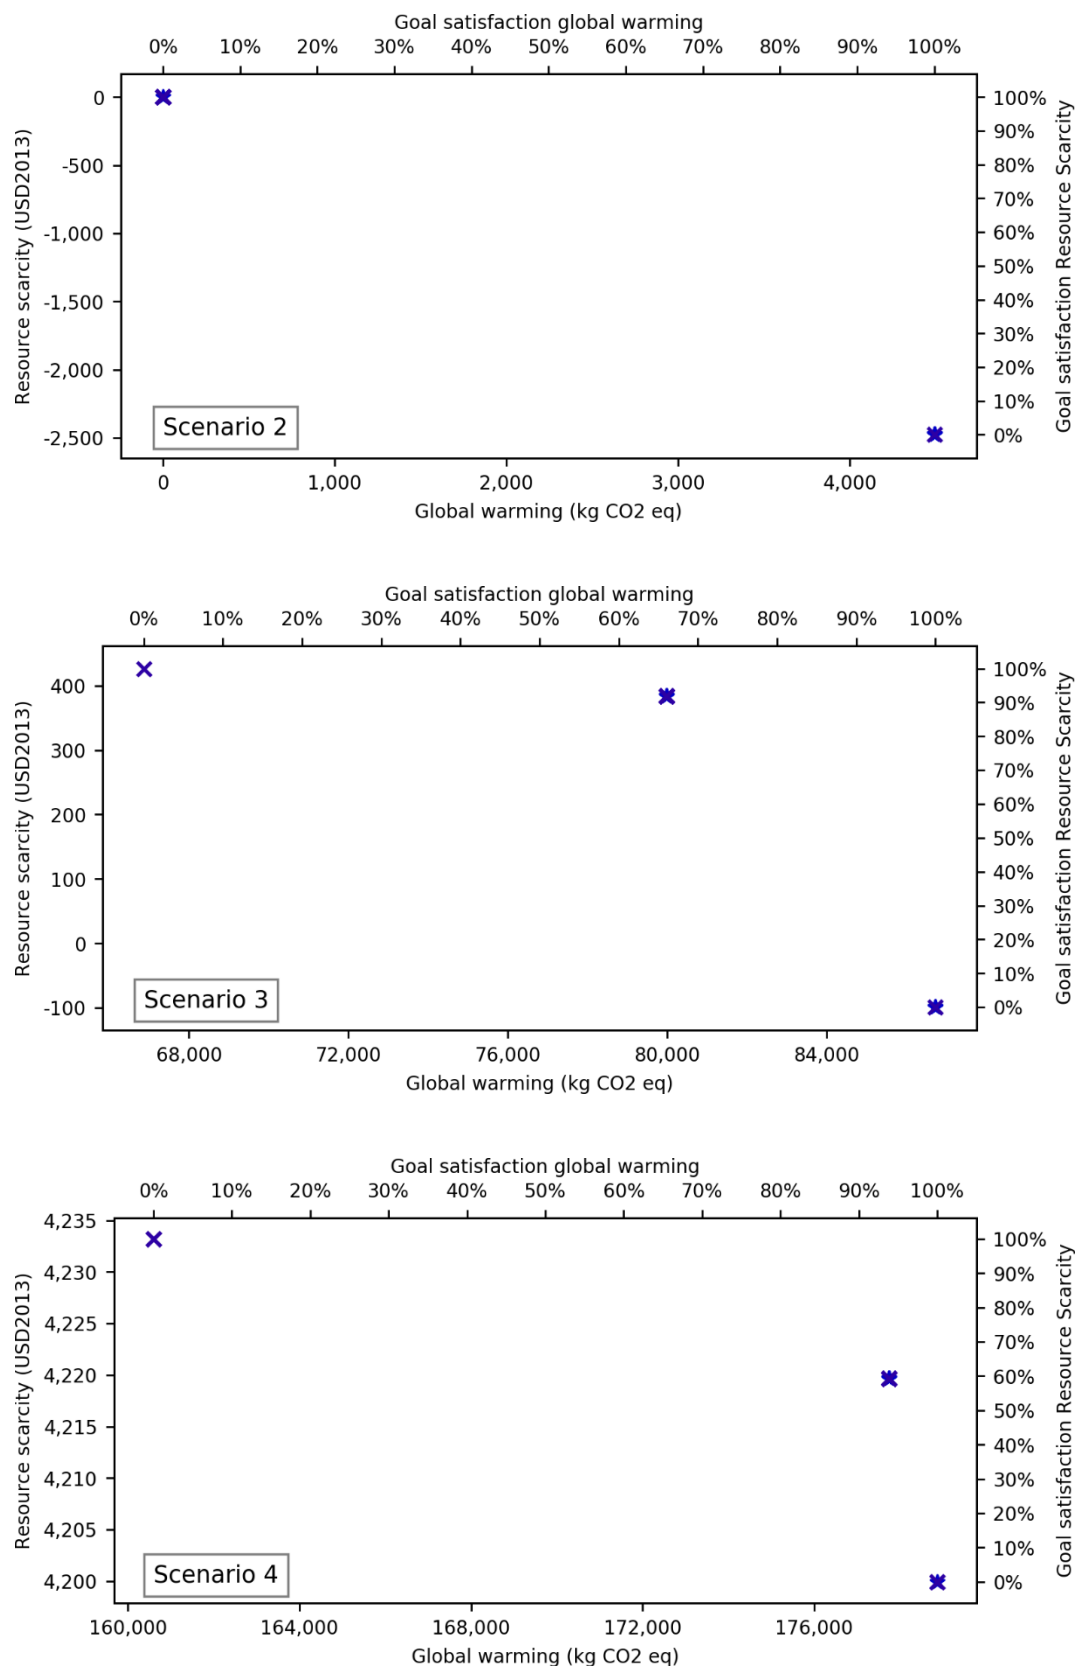 Goal satisfaction global warming
0% 10% 20% 30% 40% 50% 60% 70% 80% 90% 100%
Resource scarcity (USD2013)
0
-500
-1,000
-1,500
-2,000
-2,500
Scenario 2
100%
90%
80%
70%
60%
50%
40%
30%
20%
10%
0%
Goal satisfaction Resource Scarcity
0 1,000 2,000 3,000 4,000
Global warming (kg CO2 eq)
Goal satisfaction global warming
0% 10% 20% 30% 40% 50% 60% 70% 80% 90% 100%
Resource scarcity (USD2013)
400
300
200
100
0
-100
Scenario 3
100%
90%
80%
70%
60%
50%
40%
30%
20%
10%
0%
Goal satisfaction Resource Scarcity
68,000 72,000 76,000 80,000 84,000
Global warming (kg CO2 eq)
Goal satisfaction global warming
0% 10% 20% 30% 40% 50% 60% 70% 80% 90% 100%
Resource scarcity (USD2013)
4,235
4,230
4,225
4,220
4,215
4,210
4,205
4,200
Scenario 4
100%
90%
80%
70%
60%
50%
40%
30%
20%
10%
0%
Goal satisfaction Resource Scarcity
160,000 164,000 168,000 172,000 176,000
Global warming (kg CO2 eq)